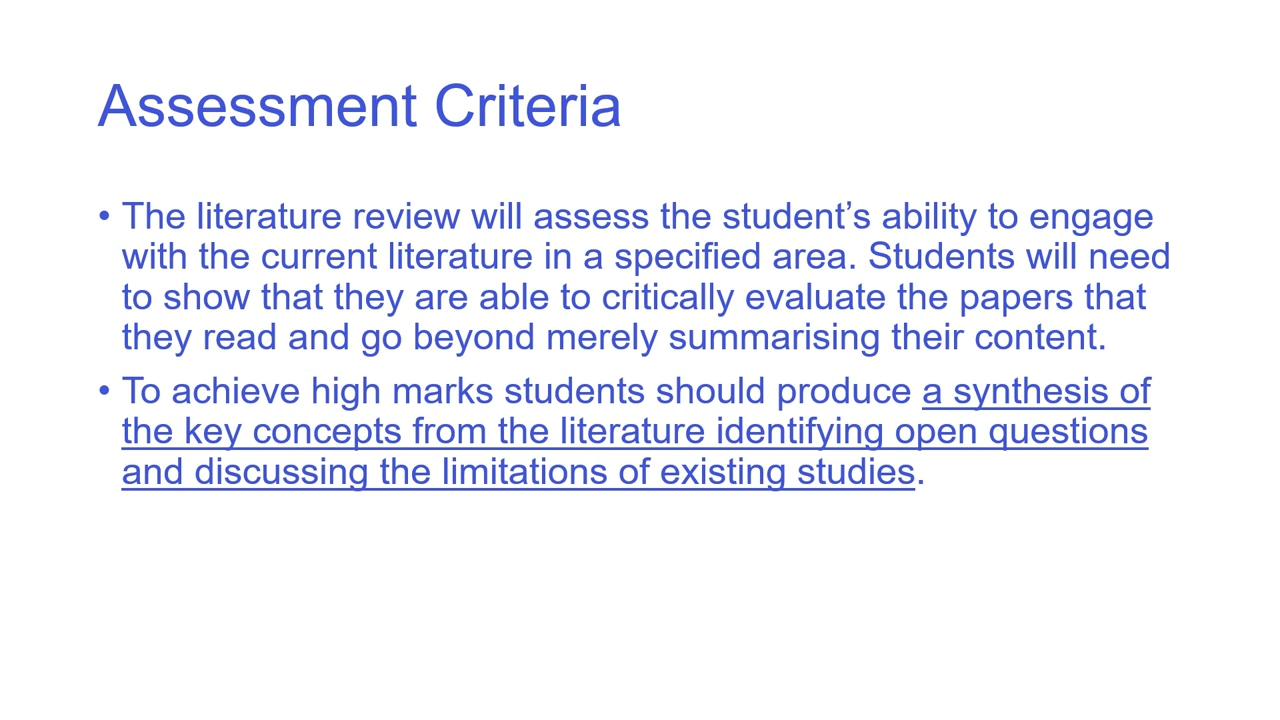 Assessment Criteria
• The literature review will assess the student’s ability to engage
with the current literature in a specified area. Students will need
to show that they are able to critically evaluate the papers that
they read and go beyond merely summarising their content.
• To achieve high marks students should produce a synthesis of
the key concepts from the literature identifying open questions
and discussing the limitations of existing studies.